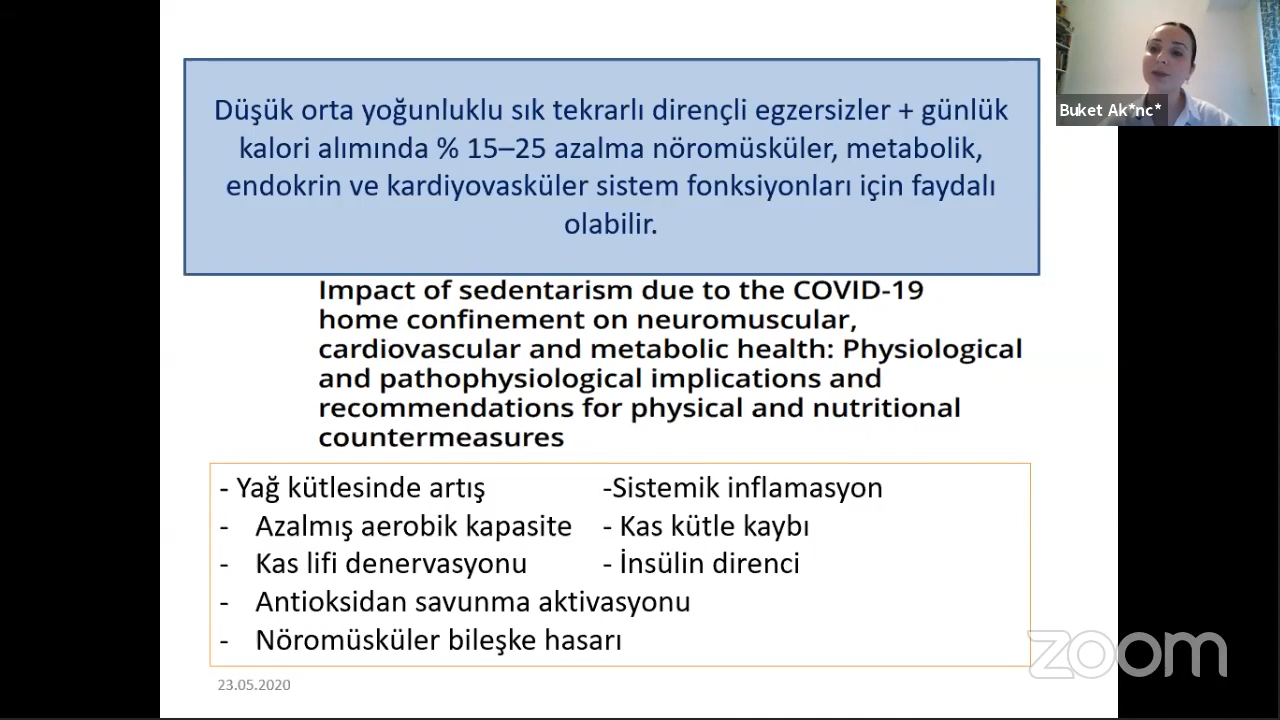 Düşük orta yoğunluklu sık tekrarlı dirençli egzersizler + günlük
kalori alımında % 15–25 azalma nöromüsküler, metabolik,
endokrin ve kardiyovasküler sistem fonksiyonları için faydalı
olabilir.
Buket Ak*nc*
Impact of sedentarism due to the COVID-19
home confinement on neuromuscular,
cardiovascular and metabolic health: Physiological
and pathophysiological implications and
recommendations for physical and nutritional
countermeasures
- Yağ kütlesinde artış -Sistemik inflamasyon
- Azalmış aerobik kapasite - Kas kütle kaybı
- Kas lifi denervasyonu - İnsülin direnci
- Antioksidan savunma aktivasyonu
- Nöromüsküler bileşke hasarı
23.05.2020
zoom